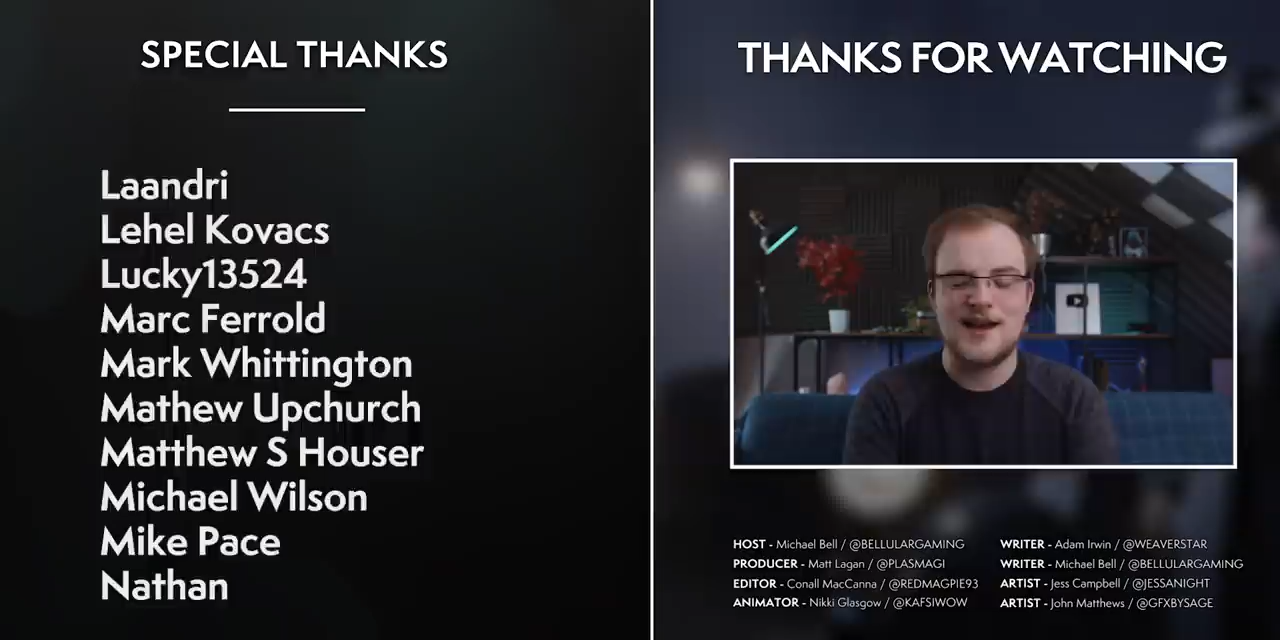 SPECIAL THANKS
Laandri
Lehel Kovacs
Lucky13524
Marc Ferrold
Mark Whittington
Mathew Upchurch
Matthew S Houser
Michael Wilson
Mike Pace
Nathan
THANKS FOR WATCHING
HOST - Michael Bell / @BELLULARGAMING
PRODUCER - Matt Lagan / @PLASMAGI
EDITOR - Conall MacCanna / @REDMAGPIE93
ANIMATOR - Nikki Glasgow / @KAFSIWOW
WRITER - Adam Irwin / @WEAVERSTAR
WRITER - Michael Bell / @BELLULARGAMING
ARTIST - Jess Campbell / @JESSANIGHT
ARTIST - John Matthews / @GFXBYSAGE